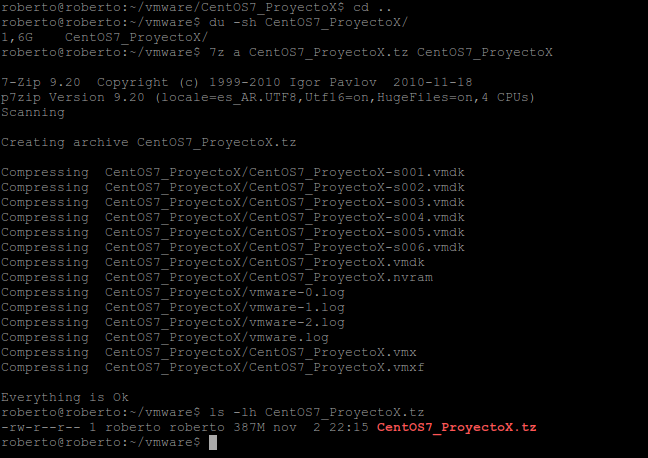 roberto@roberto:~/vmware/CentOS7_ProyectoX$ cd ..
roberto@roberto:~/vmware$ du -sh CentOS7_ProyectoX/
1,6G    CentOS7_ProyectoX/
roberto@roberto:~/vmware$ 7z a CentOS7_ProyectoX.tz CentOS7_ProyectoX
7-Zip 9.20  Copyright (c) 1999-2010 Igor Pavlov  2010-11-18
p7zip Version 9.20 (locale=es_AR.UTF8,Utf16=on,HugeFiles=on,4 CPUs)
Scanning
Creating archive CentOS7_ProyectoX.tz
Compressing  CentOS7_ProyectoX/CentOS7_ProyectoX-s001.vmdk
Compressing  CentOS7_ProyectoX/CentOS7_ProyectoX-s002.vmdk
Compressing  CentOS7_ProyectoX/CentOS7_ProyectoX-s003.vmdk
Compressing  CentOS7_ProyectoX/CentOS7_ProyectoX-s004.vmdk
Compressing  CentOS7_ProyectoX/CentOS7_ProyectoX-s005.vmdk
Compressing  CentOS7_ProyectoX/CentOS7_ProyectoX-s006.vmdk
Compressing  CentOS7_ProyectoX/CentOS7_ProyectoX.vmdk
Compressing  CentOS7_ProyectoX/CentOS7_ProyectoX.nvram
Compressing  CentOS7_ProyectoX/vmware-0.log
Compressing  CentOS7_ProyectoX/vmware-1.log
Compressing  CentOS7_ProyectoX/vmware-2.log
Compressing  CentOS7_ProyectoX/vmware.log
Compressing  CentOS7_ProyectoX/CentOS7_ProyectoX.vmx
Compressing  CentOS7_ProyectoX/CentOS7_ProyectoX.vmxf
Everything is Ok
roberto@roberto:~/vmware$ ls -lh CentOS7_ProyectoX.tz
-rw-r--r-- 1 roberto roberto 387M nov  2 22:15 CentOS7_ProyectoX.tz
roberto@roberto:~/vmware$